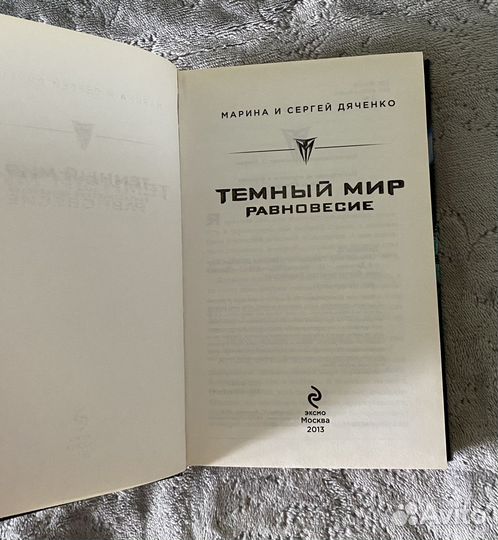 МАРИНА И СЕРГЕЙ ДЯЧЕНКО
ТЕМНЫЙ МИР
РАВНОВЕСИЕ
ЭКСМО
Москва
2013
Avito